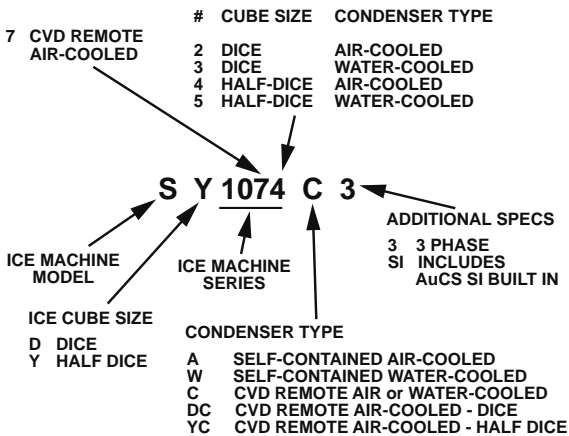 # CUBE SIZE CONDENSER TYPE
7 CVD REMOTE
AIR-COOLED
2 DICE AIR-COOLED
3 DICE WATER-COOLED
4 HALF-DICE AIR-COOLED
5 HALF-DICE WATER-COOLED
S Y 1074 C 3
ADDITIONAL SPECS
3 3 PHASE
SI INCLUDES
AuCS SI BUILT IN
ICE MACHINE
MODEL
ICE MACHINE
SERIES
ICE CUBE SIZE
D DICE
Y HALF DICE
CONDENSER TYPE
A SELF-CONTAINED AIR-COOLED
W SELF-CONTAINED WATER-COOLED
C CVD REMOTE AIR or WATER-COOLED
DC CVD REMOTE AIR-COOLED - DICE
YC CVD REMOTE AIR-COOLED - HALF DICE